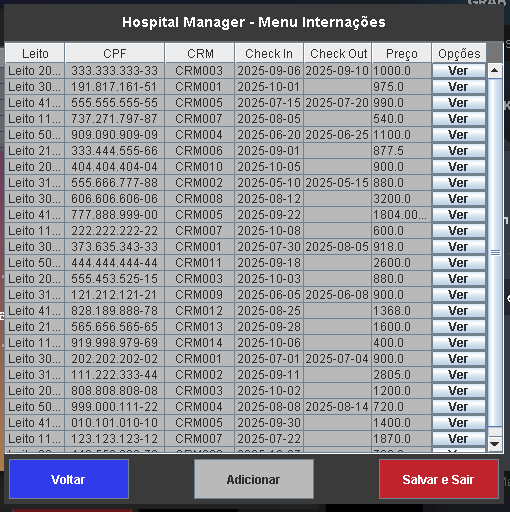 Hospital Manager - Menu Internações
Leito CPF CRM Check In Check Out Preço Opções
Leito 20... 333.333.333-33 CRM003 2025-09-06 2025-09-10 1000.0 Ver
Leito 30... 191.817.161-51 CRM001 2025-10-01 975.0 Ver
Leito 41... 555.555.555-55 CRM005 2025-07-15 2025-07-20 990.0 Ver
Leito 11... 737.271.797-87 CRM007 2025-08-05 540.0 Ver
Leito 50... 909.090.909-09 CRM004 2025-06-20 2025-06-25 1100.0 Ver
Leito 21... 333.444.555-66 CRM006 2025-09-01 877.5 Ver
Leito 20... 404.404.404-04 CRM010 2025-10-05 900.0 Ver
Leito 31... 555.666.777-88 CRM002 2025-05-10 2025-05-15 880.0 Ver
Leito 30... 606.606.606-06 CRM008 2025-08-12 3200.0 Ver
Leito 41... 777.888.999-00 CRM005 2025-09-22 1804.00... Ver
Leito 11... 222.222.222-22 CRM007 2025-10-08 600.0 Ver
Leito 30... 373.635.343-33 CRM001 2025-07-30 2025-08-05 918.0 Ver
Leito 50... 444.444.444-44 CRM011 2025-09-18 2600.0 Ver
Leito 20... 555.453.525-15 CRM003 2025-10-03 880.0 Ver
Leito 31... 121.212.121-21 CRM009 2025-06-05 2025-06-08 900.0 Ver
Leito 41... 828.189.888-78 CRM012 2025-08-25 1368.0 Ver
Leito 21... 565.656.565-65 CRM013 2025-09-28 1600.0 Ver
Leito 11... 919.998.979-69 CRM014 2025-10-06 400.0 Ver
Leito 30... 202.202.202-02 CRM001 2025-07-01 2025-07-04 900.0 Ver
Leito 31... 111.222.333-44 CRM002 2025-09-11 2805.0 Ver
Leito 20... 808.808.808-08 CRM003 2025-10-02 1200.0 Ver
Leito 50... 999.000.111-22 CRM004 2025-08-08 2025-08-14 720.0 Ver
Leito 41... 010.101.010-10 CRM005 2025-09-30 1400.0 Ver
Leito 11... 123.123.123-12 CRM007 2025-07-22 1870.0 Ver
Voltar Adicionar Salvar e Sair